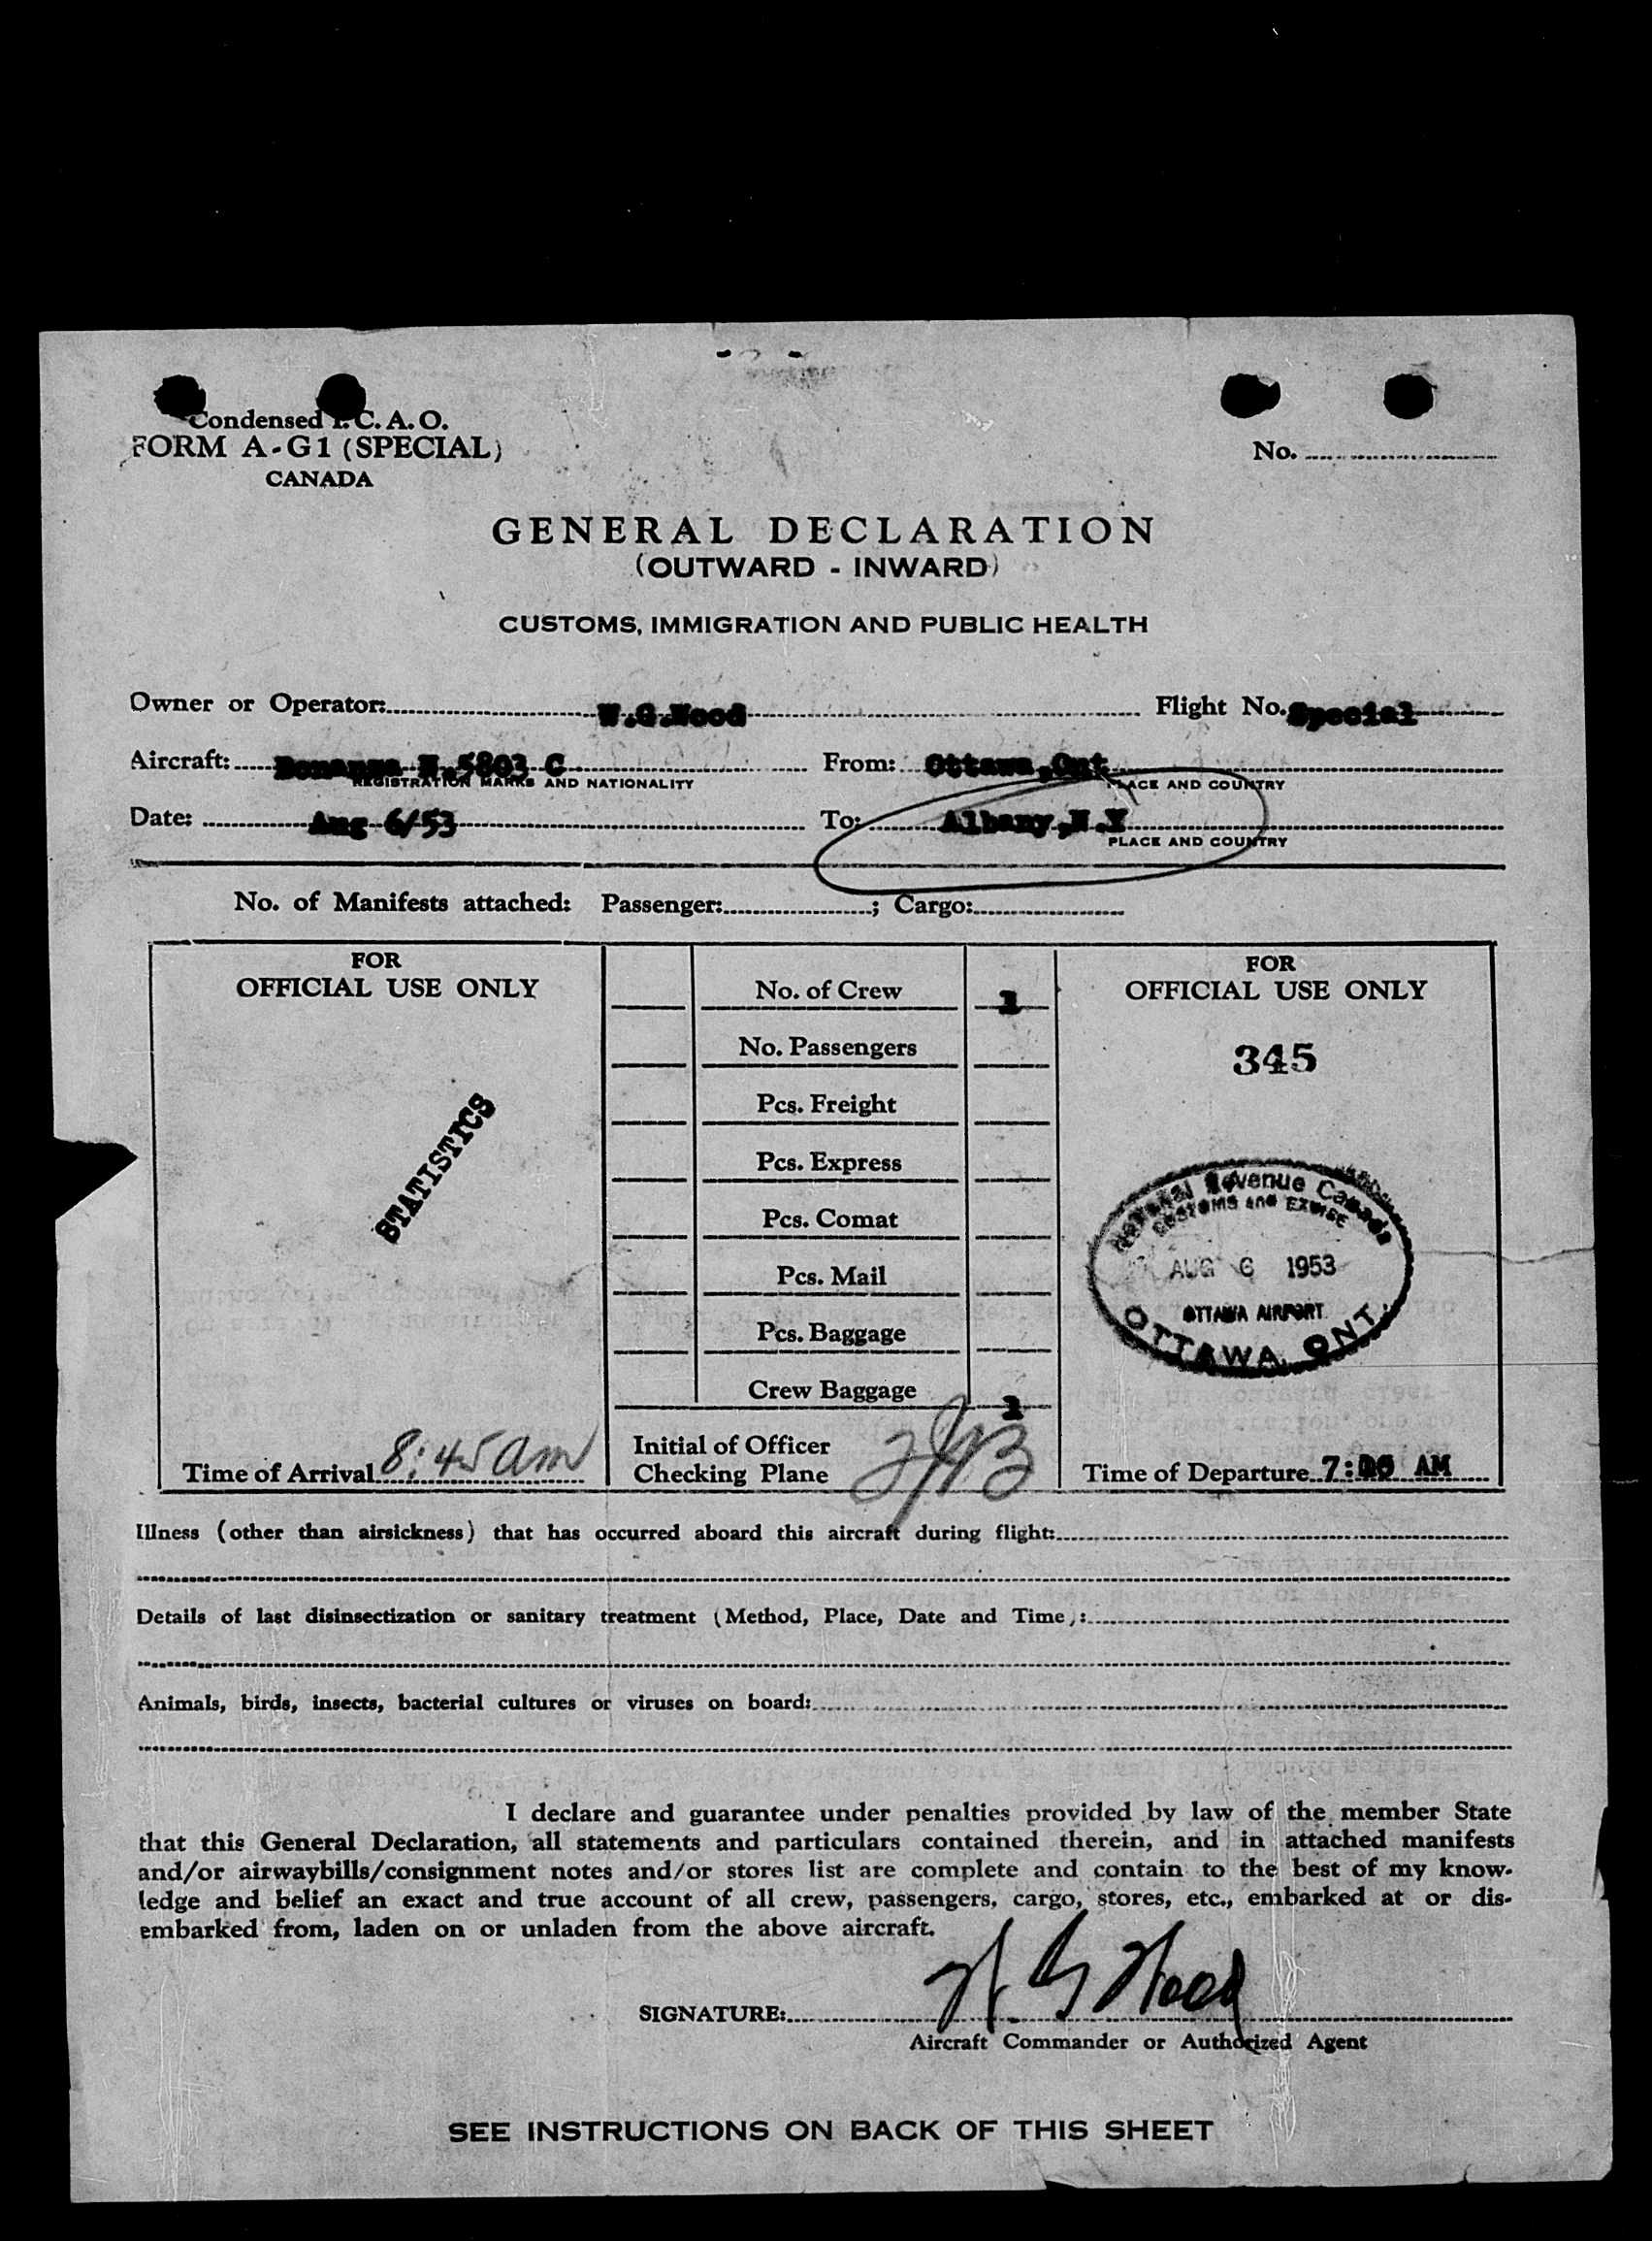 Condensed I. C. A. O.
FORM A-G1 (SPECIAL)
CANADA
No.
GENERAL DECLARATION
(OUTWARD - INWARD)
CUSTOMS, IMMIGRATION AND PUBLIC HEALTH
Owner or Operator: W.G.Wood Flight No. Special
Aircraft: Bonanza N.5803 C From: Ottawa,Ont
REGISTRATION MARKS AND NATIONALITY PLACE AND COUNTRY
Date: Aug 6/53 To: Albany,N.Y
PLACE AND COUNTRY
No. of Manifests attached: Passenger: ; Cargo:
FOR
OFFICIAL USE ONLY
STATISTICS
Time of Arrival 8:45 am
No. of Crew 1
No. Passengers
Pcs. Freight
Pcs. Express
Pcs. Comat
Pcs. Mail
Pcs. Baggage
Crew Baggage 1
Initial of Officer
Checking Plane
FOR
OFFICIAL USE ONLY
345
National Revenue Canada
Customs and Excise
AUG 6 1953
OTTAWA AIRPORT
OTTAWA, ONT.
Time of Departure 7: AM
Illness (other than airsickness) that has occurred aboard this aircraft during flight:
Details of last disinsectization or sanitary treatment (Method, Place, Date and Time):
Animals, birds, insects, bacterial cultures or viruses on board:
I declare and guarantee under penalties provided by law of the member State
that this General Declaration, all statements and particulars contained therein, and in attached manifests
and/or airwaybills/consignment notes and/or stores list are complete and contain to the best of my know-
ledge and belief an exact and true account of all crew, passengers, cargo, stores, etc., embarked at or dis-
embarked from, laden on or unladen from the above aircraft.
SIGNATURE: W. G Wood
Aircraft Commander or Authorized Agent
SEE INSTRUCTIONS ON BACK OF THIS SHEET